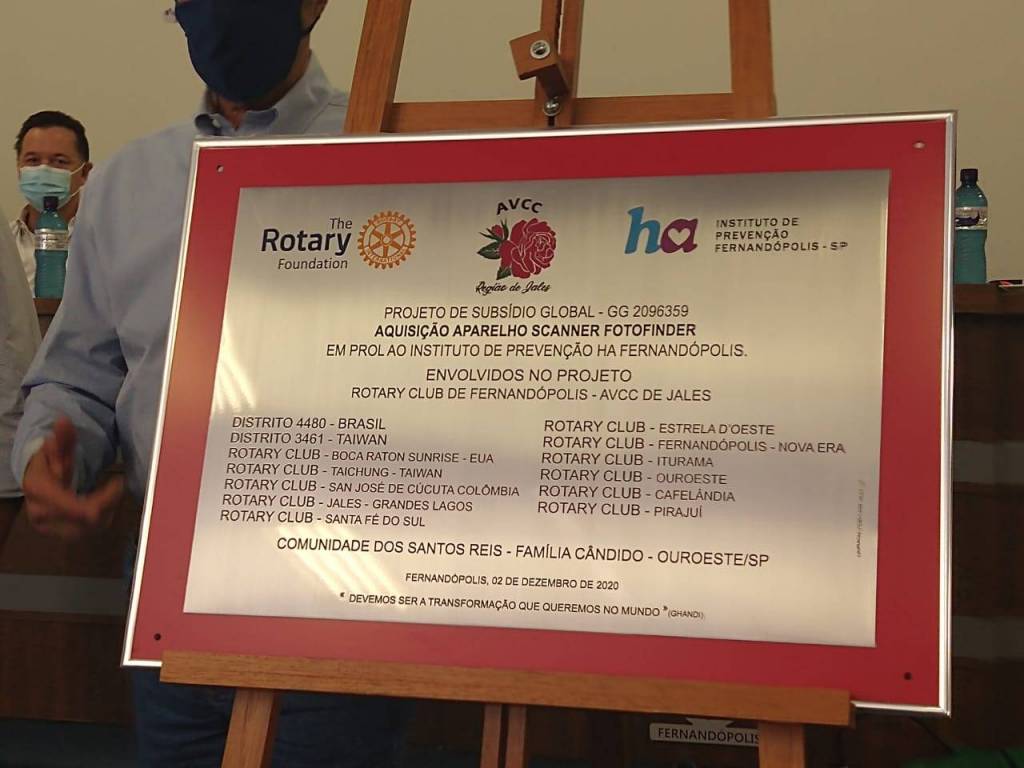 The
Rotary
Foundation
AVCC
Região de Jales
ha
INSTITUTO DE
PREVENÇÃO
FERNANDÓPOLIS - SP
PROJETO DE SUBSÍDIO GLOBAL - GG 2096359
AQUISIÇÃO APARELHO SCANNER FOTOFINDER
EM PROL AO INSTITUTO DE PREVENÇÃO HA FERNANDÓPOLIS.
ENVOLVIDOS NO PROJETO
ROTARY CLUB DE FERNANDÓPOLIS - AVCC DE JALES
DISTRITO 4480 - BRASIL
DISTRITO 3461 - TAIWAN
ROTARY CLUB - BOCA RATON SUNRISE - EUA
ROTARY CLUB - TAICHUNG - TAIWAN
ROTARY CLUB - SAN JOSÉ DE CÚCUTA COLÔMBIA
ROTARY CLUB - JALES - GRANDES LAGOS
ROTARY CLUB - SANTA FÉ DO SUL
ROTARY CLUB - ESTRELA D'OESTE
ROTARY CLUB - FERNANDÓPOLIS - NOVA ERA
ROTARY CLUB - ITURAMA
ROTARY CLUB - OUROESTE
ROTARY CLUB - CAFELÂNDIA
ROTARY CLUB - PIRAJUÍ
COMUNIDADE DOS SANTOS REIS - FAMÍLIA CÂNDIDO - OUROESTE/SP
FERNANDÓPOLIS, 02 DE DEZEMBRO DE 2020
“ DEVEMOS SER A TRANSFORMAÇÃO QUE QUEREMOS NO MUNDO ” (GHANDI)
FERNANDÓPOLIS